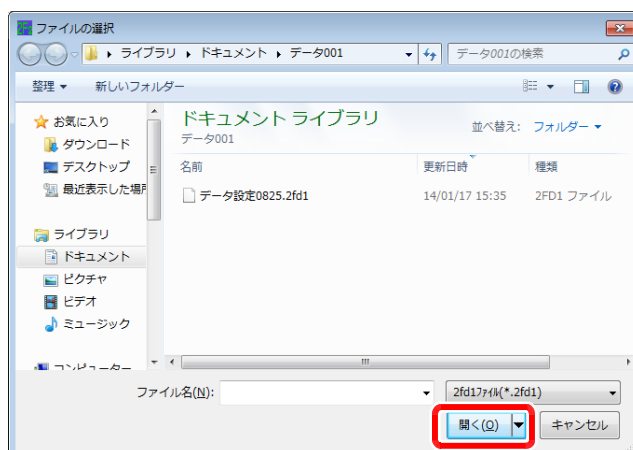 ファイルの選択
ライブラリ ドキュメント データ001 データ001の検索
整理 新しいフォルダー
お気に入り
ダウンロード
デスクトップ
最近表示した場所
ライブラリ
ドキュメント
ピクチャ
ビデオ
ミュージック
コンピューター
ドキュメント ライブラリ
データ001
並べ替え: フォルダー
名前 更新日時 種類
データ設定0825.2fd1 14/01/17 15:35 2FD1 ファイル
ファイル名(N): 2fd1ﾌｧｲﾙ(*.2fd1)
開く(O) キャンセル